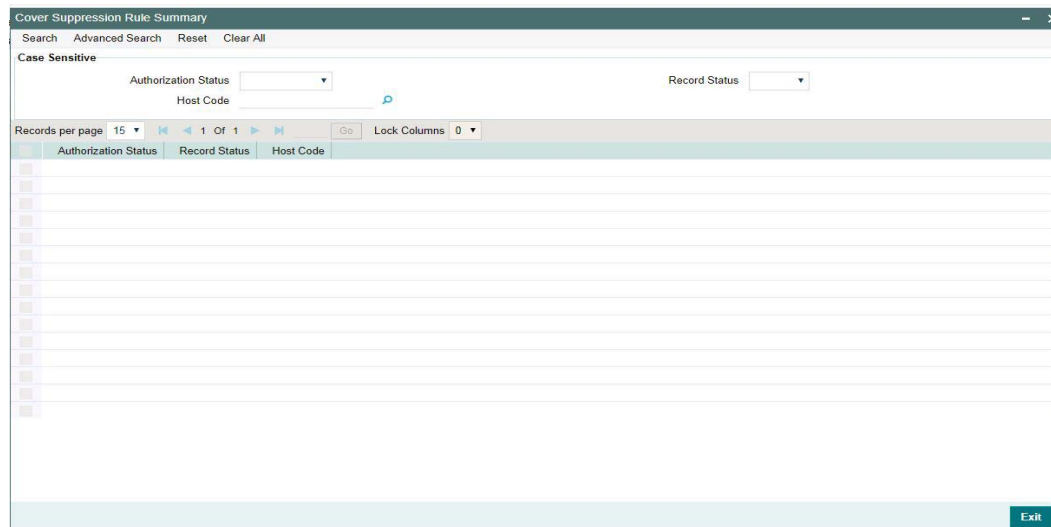 Cover Suppression Rule Summary
Search Advanced Search Reset Clear All
Case Sensitive
Authorization Status Record Status
Host Code
Records per page 15 1 Of 1 Go Lock Columns 0
Authorization Status Record Status Host Code
Exit